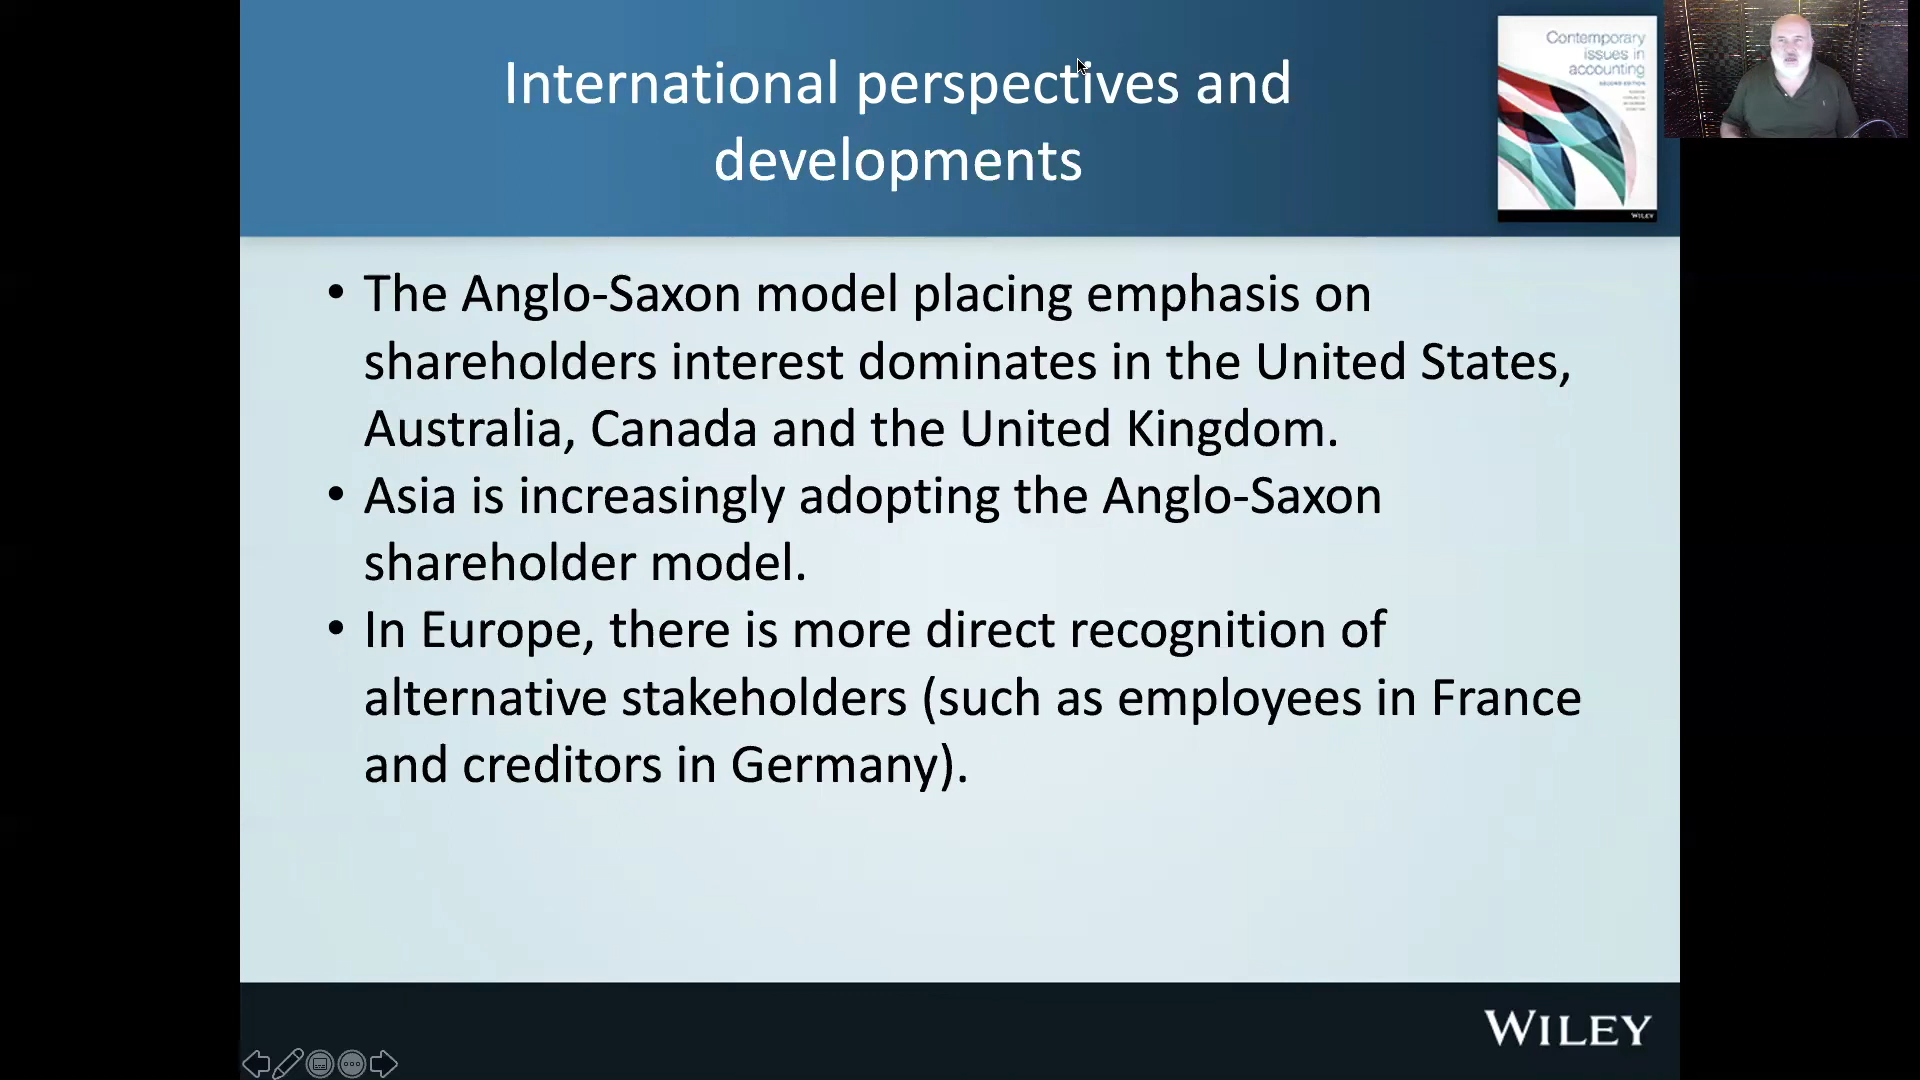 International perspectives and
developments
Contemporary
issues in
accounting
SECOND EDITION
WILEY
• The Anglo-Saxon model placing emphasis on
shareholders interest dominates in the United States,
Australia, Canada and the United Kingdom.
• Asia is increasingly adopting the Anglo-Saxon
shareholder model.
• In Europe, there is more direct recognition of
alternative stakeholders (such as employees in France
and creditors in Germany).
WILEY